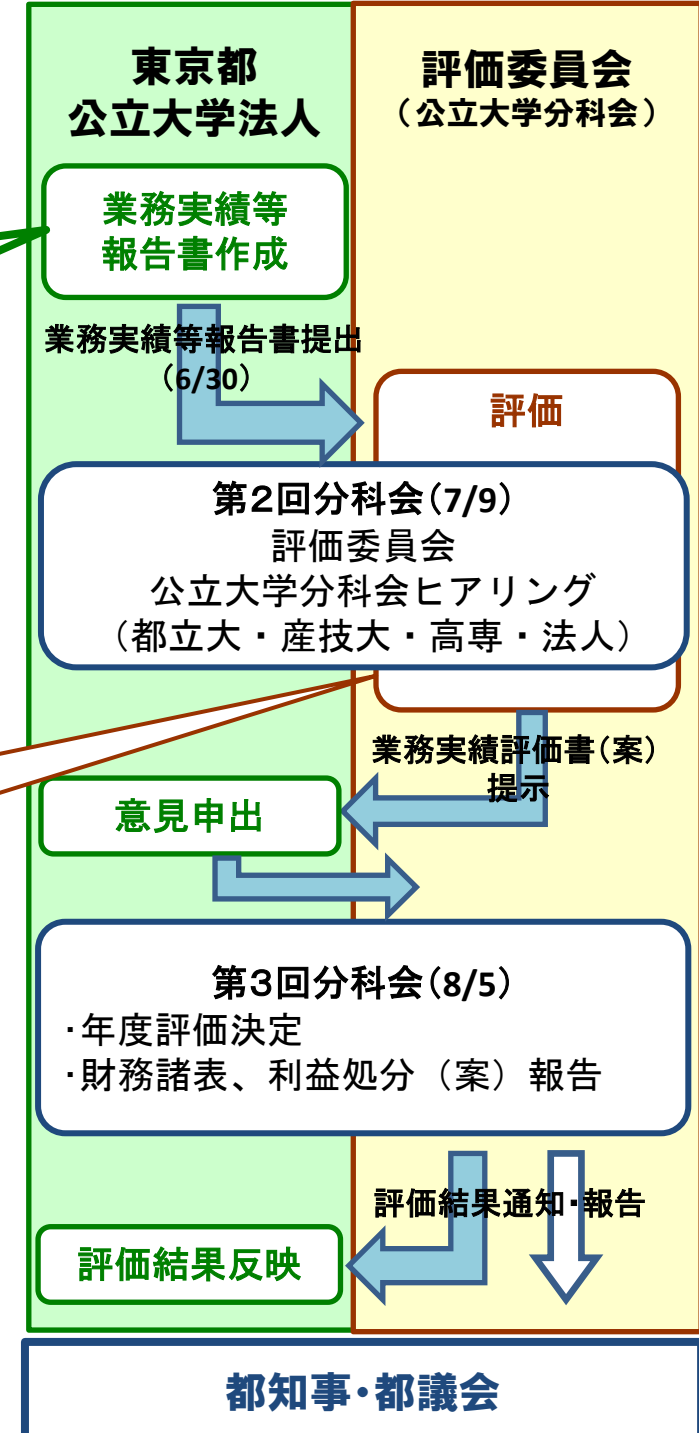 東京都
公立大学法人
評価委員会
（公立大学分科会）
業務実績等
報告書作成
業務実績等報告書提出
（6/30）
評価
第２回分科会（7/9）
評価委員会
公立大学分科会ヒアリング
（都立大・産技大・高専・法人）
業務実績評価書（案）
提示
意見申出
第３回分科会（8/5）
・年度評価決定
・財務諸表、利益処分（案）報告
評価結果通知・報告
評価結果反映
都知事・都議会